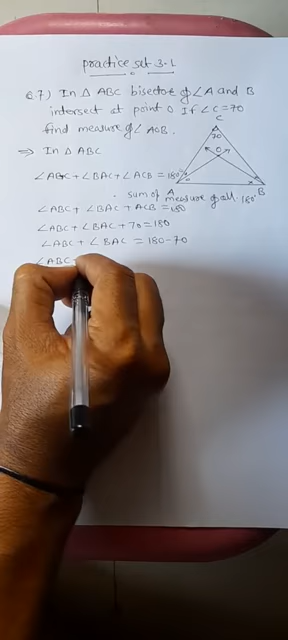 practice set 3.1
Q.7) In △ ABC bisector of ∠A and B
intersect at point O If ∠C = 70
find measure of ∠AOB.
C
70
O
A
B
x
⇒ In △ ABC
∠ABC + ∠BAC + ∠ACB = 180°
sum of measure of all 180°
∠ABC + ∠BAC + ACB = 180
∠ABC + ∠BAC + 70 = 180
∠ABC + ∠BAC = 180 - 70
∠ABC